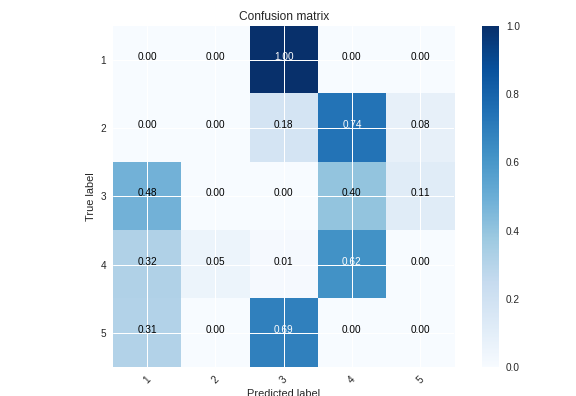 Confusion matrix
1 0.00 0.00 1.00 0.00 0.00
2 0.00 0.00 0.18 0.74 0.08
3 0.48 0.00 0.00 0.40 0.11
4 0.32 0.05 0.01 0.62 0.00
5 0.31 0.00 0.69 0.00 0.00
1 2 3 4 5
True label
Predicted label
1.0
0.8
0.6
0.4
0.2
0.0